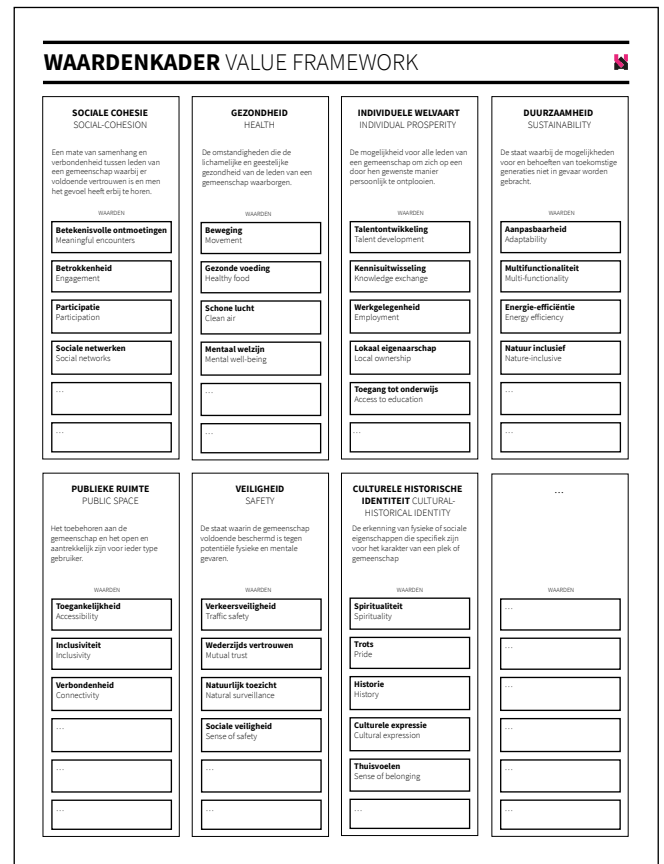 WAARDENKADER VALUE FRAMEWORK
SOCIALE COHESIE
SOCIAL-COHESION
Een mate van samenhang en
verbondenheid tussen leden van
een gemeenschap waarbij er
voldoende vertrouwen is en men
het gevoel heeft erbij te horen.
WAARDEN
Betekenisvolle ontmoetingen
Meaningful encounters
Betrokkenheid
Engagement
Participatie
Participation
Sociale netwerken
Social networks
...
...
GEZONDHEID
HEALTH
De omstandigheden die de
lichamelijke en geestelijke
gezondheid van de leden van een
gemeenschap waarborgen.
WAARDEN
Beweging
Movement
Gezonde voeding
Healthy food
Schone lucht
Clean air
Mentaal welzijn
Mental well-being
...
...
INDIVIDUELE WELVAART
INDIVIDUAL PROSPERITY
De mogelijkheid voor alle leden van
een gemeenschap om zich op een
door hen gewenste manier
persoonlijk te ontplooien.
WAARDEN
Talentontwikkeling
Talent development
Kennisuitwisseling
Knowledge exchange
Werkgelegenheid
Employment
Lokaal eigenaarschap
Local ownership
Toegang tot onderwijs
Access to education
...
DUURZAAMHEID
SUSTAINABILITY
De staat waarbij de mogelijkheden
voor en behoeften van toekomstige
generaties niet in gevaar worden
gebracht.
WAARDEN
Aanpasbaarheid
Adaptability
Multifunctionaliteit
Multi-functionality
Energie-efficiëntie
Energy efficiency
Natuur inclusief
Nature-inclusive
...
...
PUBLIEKE RUIMTE
PUBLIC SPACE
Het toebehoren aan de
gemeenschap en het open en
aantrekkelijk zijn voor ieder type
gebruiker.
WAARDEN
Toegankelijkheid
Accessibility
Inclusiviteit
Inclusivity
Verbondenheid
Connectivity
...
...
...
VEILIGHEID
SAFETY
De staat waarin de gemeenschap
voldoende beschermd is tegen
potentiële fysieke en mentale
gevaren.
WAARDEN
Verkeersveiligheid
Traffic safety
Wederzijds vertrouwen
Mutual trust
Natuurlijk toezicht
Natural surveillance
Sociale veiligheid
Sense of safety
...
...
CULTURELE HISTORISCHE
IDENTITEIT CULTURAL-
HISTORICAL IDENTITY
De erkenning van fysieke of sociale
eigenschappen die specifiek zijn
voor het karakter van een plek of
gemeenschap
WAARDEN
Spiritualiteit
Spirituality
Trots
Pride
Historie
History
Culturele expressie
Cultural expression
Thuisvoelen
Sense of belonging
...
...
WAARDEN
...
...
...
...
...
...